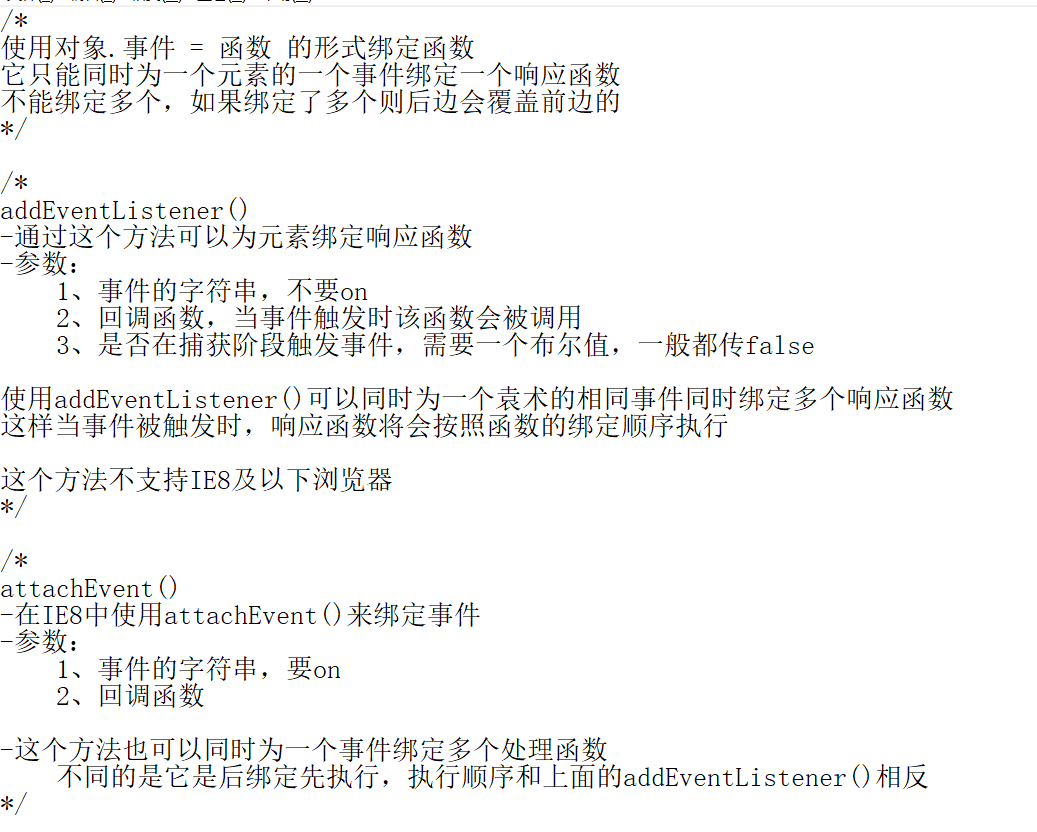 /*
使用对象.事件 = 函数 的形式绑定函数
它只能同时为一个元素的一个事件绑定一个响应函数
不能绑定多个，如果绑定了多个则后边会覆盖前边的
*/
/*
addEventListener()
-通过这个方法可以为元素绑定响应函数
-参数：
1、事件的字符串，不要on
2、回调函数，当事件触发时该函数会被调用
3、是否在捕获阶段触发事件，需要一个布尔值，一般都传false
使用addEventListener()可以同时为一个袁术的相同事件同时绑定多个响应函数
这样当事件被触发时，响应函数将会按照函数的绑定顺序执行
这个方法不支持IE8及以下浏览器
*/
/*
attachEvent()
-在IE8中使用attachEvent()来绑定事件
-参数：
1、事件的字符串，要on
2、回调函数
-这个方法也可以同时为一个事件绑定多个处理函数
不同的是它是后绑定先执行，执行顺序和上面的addEventListener()相反
*/